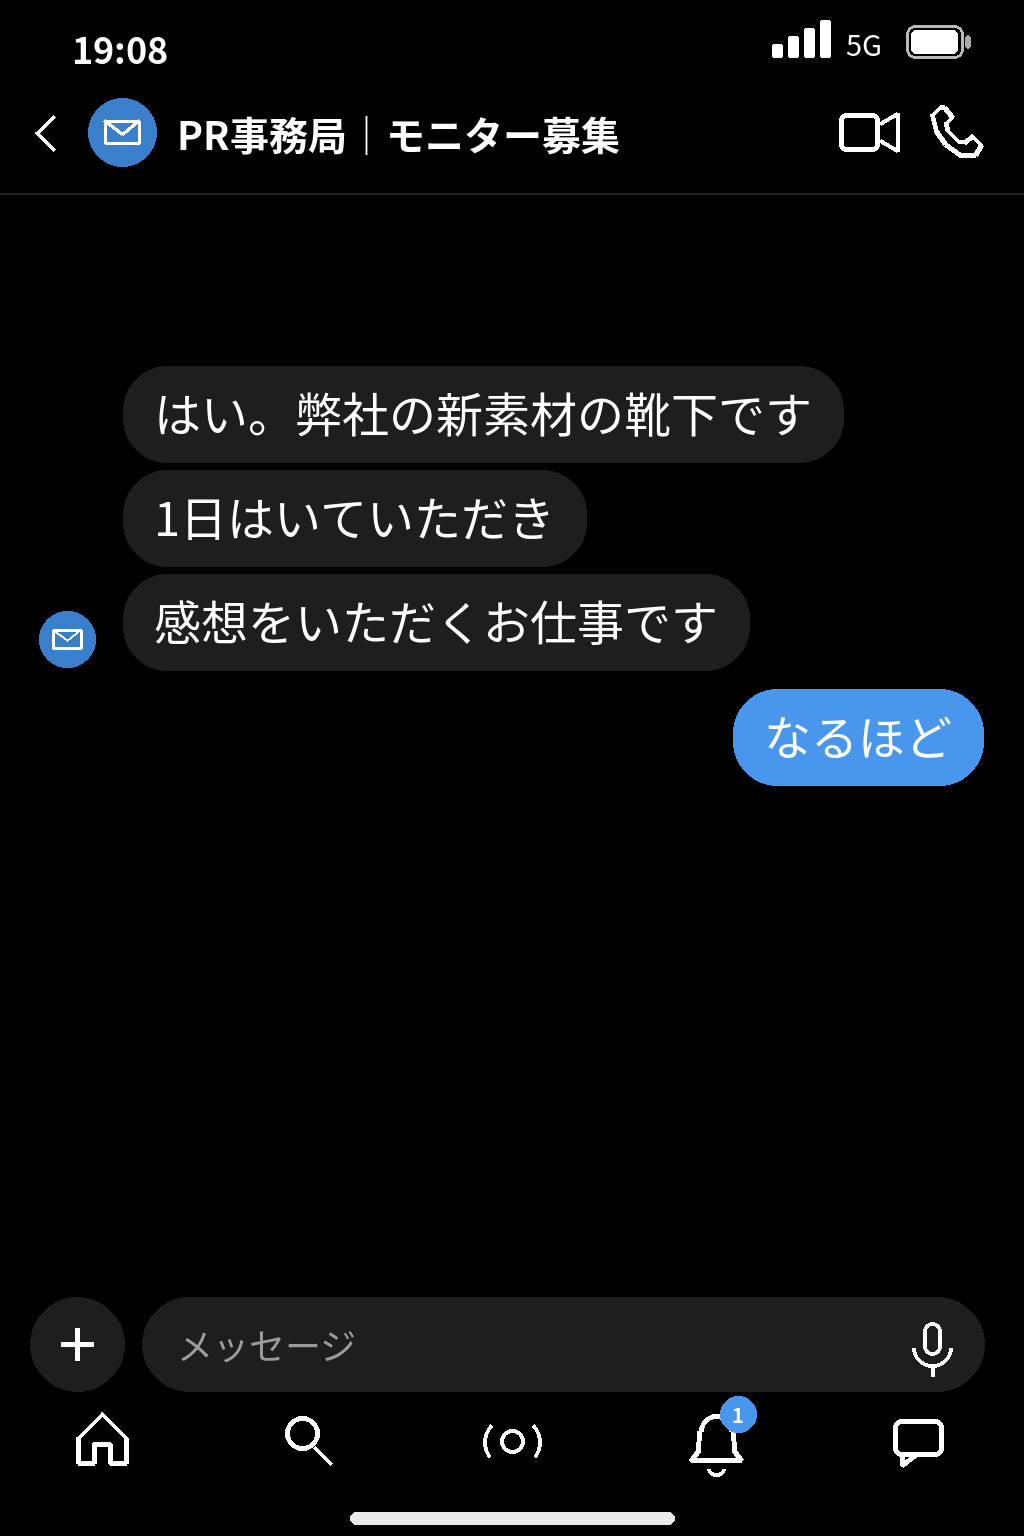 19:08
5G
PR事務局｜モニター募集
はい。弊社の新素材の靴下です
1日はいていただき
感想をいただくお仕事です
なるほど
メッセージ
1